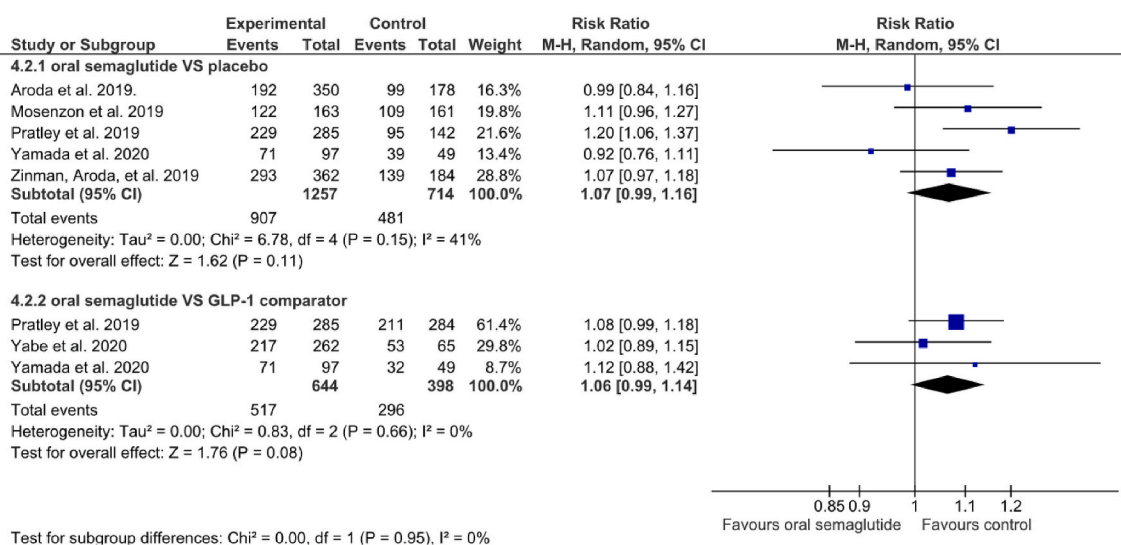 Experimental Control Risk Ratio Risk Ratio
Study or Subgroup Events Total Events Total Weight M-H, Random, 95% CI M-H, Random, 95% CI
4.2.1 oral semaglutide VS placebo
Aroda et al. 2019. 192 350 99 178 16.3% 0.99 [0.84, 1.16]
Mosenzon et al. 2019 122 163 109 161 19.8% 1.11 [0.96, 1.27]
Pratley et al. 2019 229 285 95 142 21.6% 1.20 [1.06, 1.37]
Yamada et al. 2020 71 97 39 49 13.4% 0.92 [0.76, 1.11]
Zinman, Aroda, et al. 2019 293 362 139 184 28.8% 1.07 [0.97, 1.18]
Subtotal (95% CI) 1257 714 100.0% 1.07 [0.99, 1.16]
Total events 907 481
Heterogeneity: Tau² = 0.00; Chi² = 6.78, df = 4 (P = 0.15); I² = 41%
Test for overall effect: Z = 1.62 (P = 0.11)
4.2.2 oral semaglutide VS GLP-1 comparator
Pratley et al. 2019 229 285 211 284 61.4% 1.08 [0.99, 1.18]
Yabe et al. 2020 217 262 53 65 29.8% 1.02 [0.89, 1.15]
Yamada et al. 2020 71 97 32 49 8.7% 1.12 [0.88, 1.42]
Subtotal (95% CI) 644 398 100.0% 1.06 [0.99, 1.14]
Total events 517 296
Heterogeneity: Tau² = 0.00; Chi² = 0.83, df = 2 (P = 0.66); I² = 0%
Test for overall effect: Z = 1.76 (P = 0.08)
0.85 0.9 1 1.1 1.2
Favours oral semaglutide Favours control
Test for subgroup differences: Chi² = 0.00, df = 1 (P = 0.95), I² = 0%